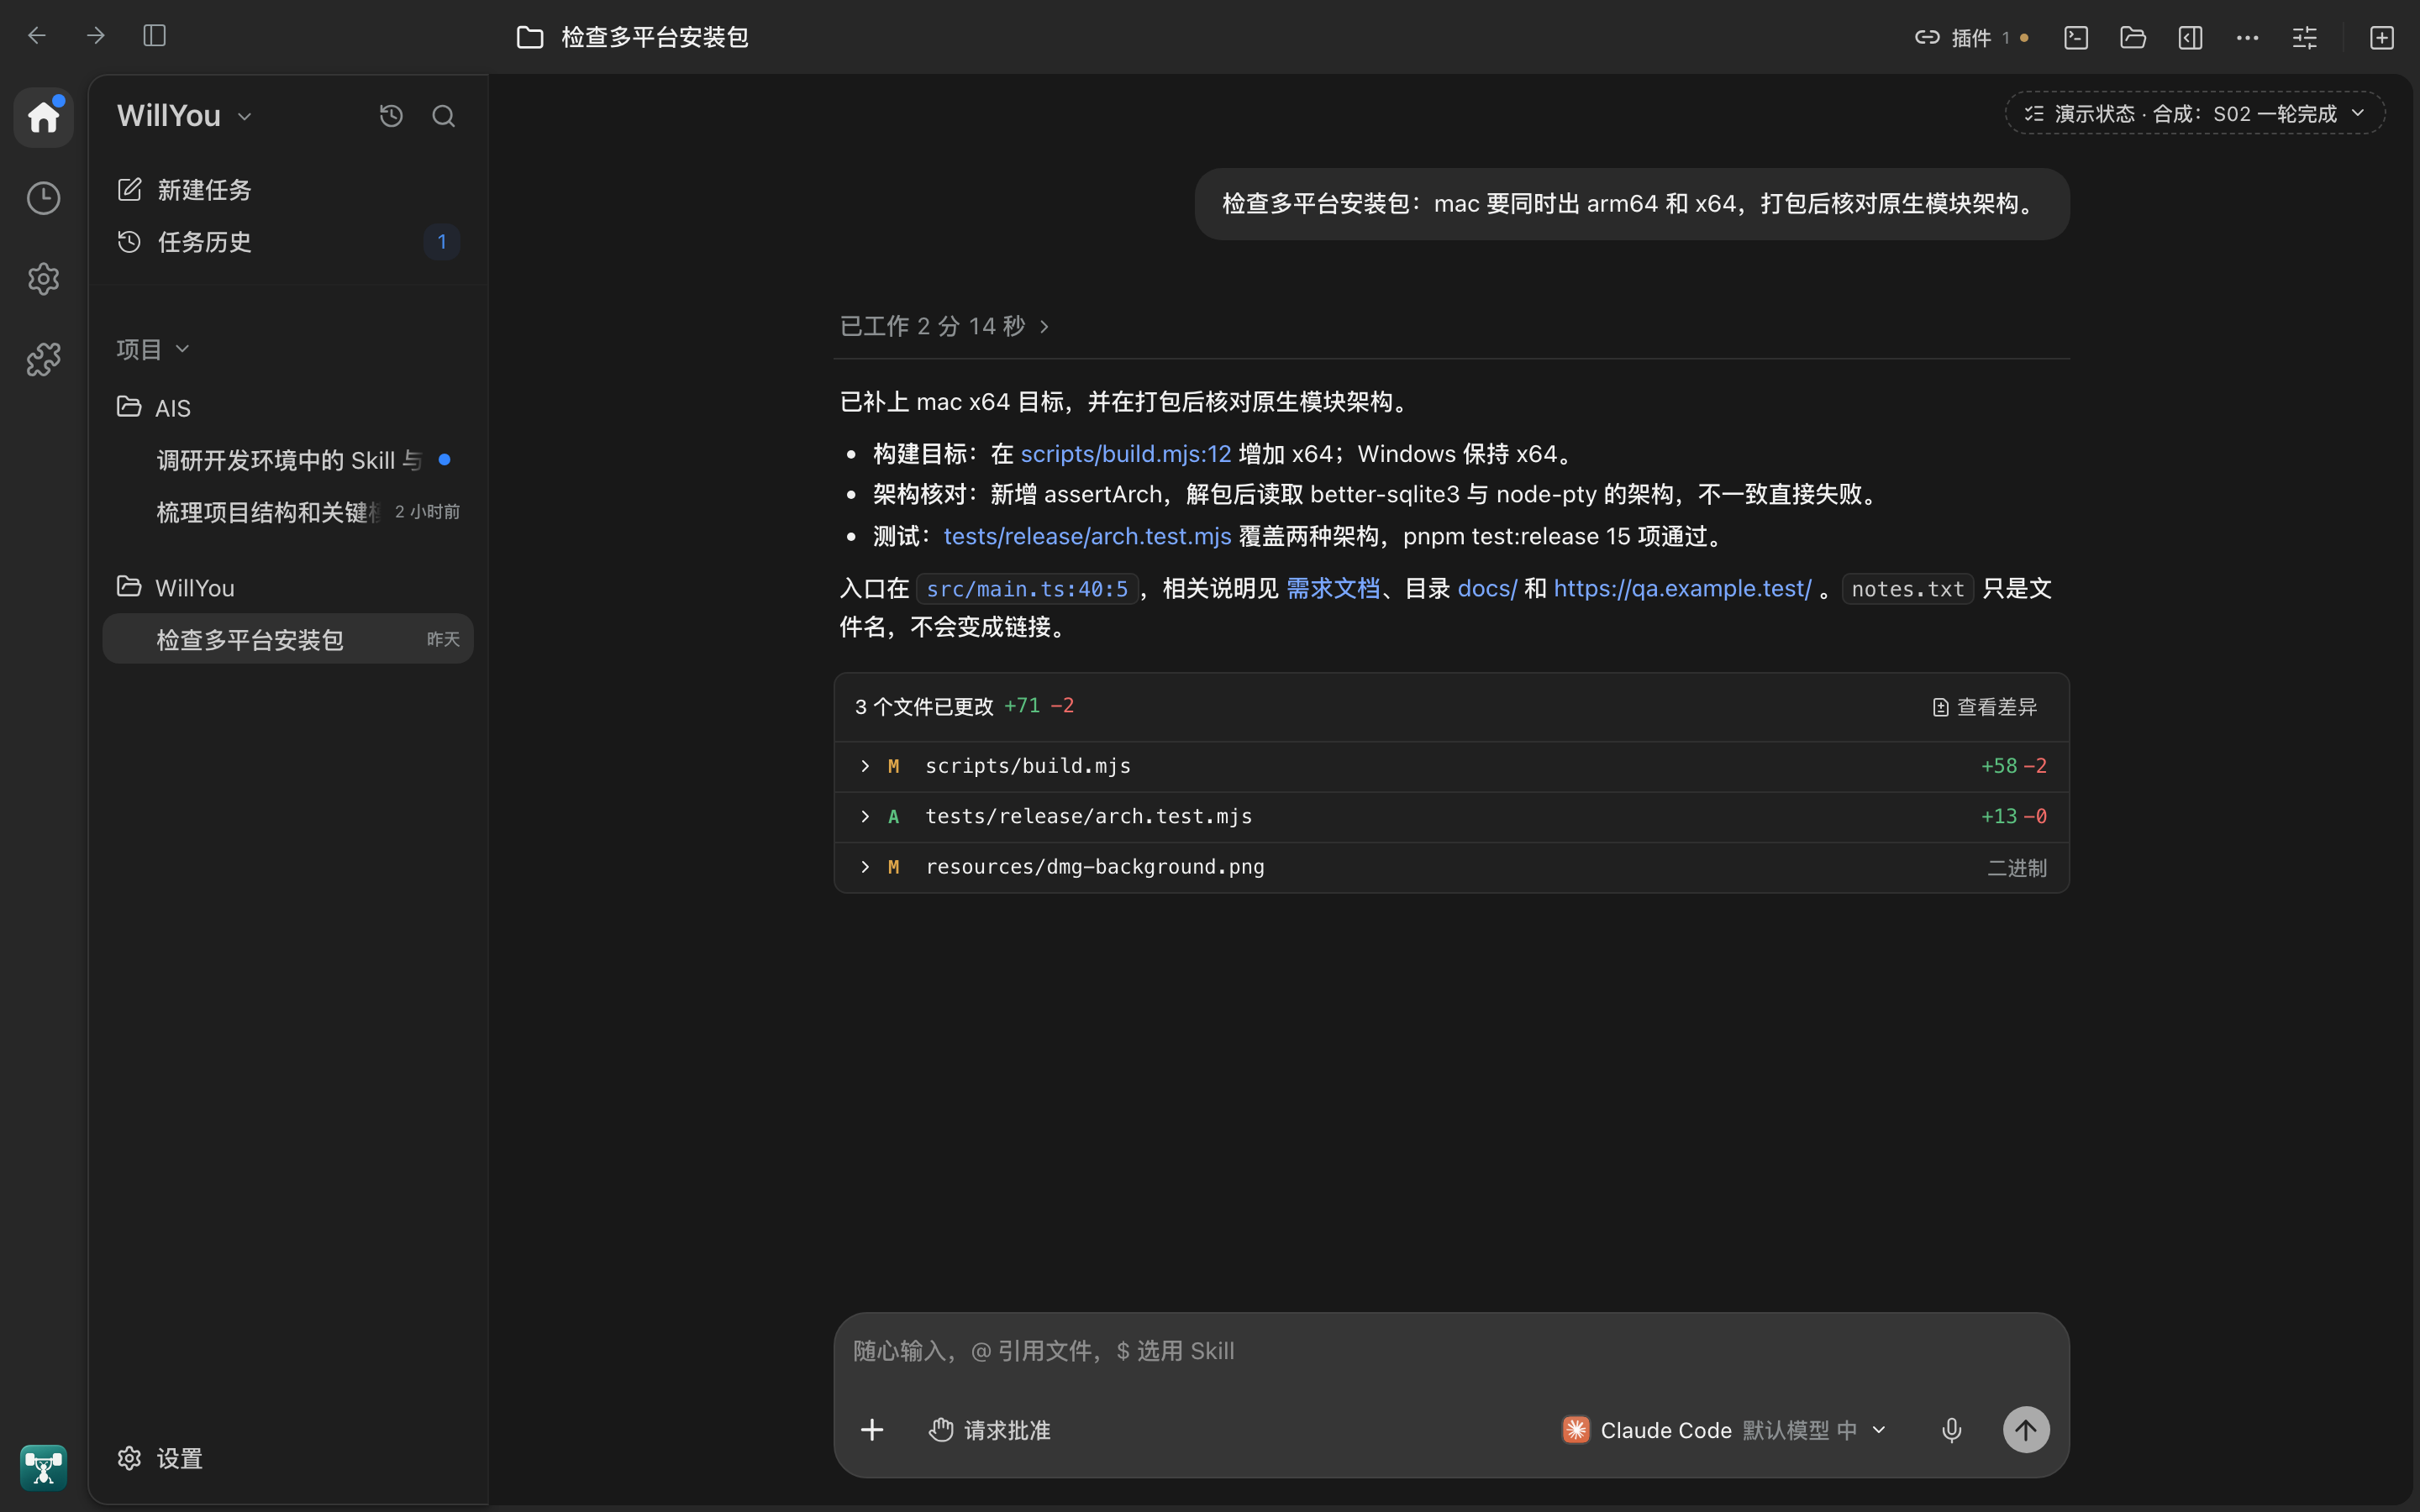 检查多平台安装包
插件 1
WillYou
演示状态 · 合成：S02 一轮完成
新建任务
任务历史 1
项目
AIS
调研开发环境中的 Skill 与
梳理项目结构和关键 2 小时前
WillYou
检查多平台安装包 昨天
设置
检查多平台安装包：mac 要同时出 arm64 和 x64，打包后核对原生模块架构。
已工作 2 分 14 秒
已补上 mac x64 目标，并在打包后核对原生模块架构。
• 构建目标：在 scripts/build.mjs:12 增加 x64；Windows 保持 x64。
• 架构核对：新增 assertArch，解包后读取 better-sqlite3 与 node-pty 的架构，不一致直接失败。
• 测试：tests/release/arch.test.mjs 覆盖两种架构，pnpm test:release 15 项通过。
入口在 src/main.ts:40:5，相关说明见 需求文档、目录 docs/ 和 https://qa.example.test/ 。notes.txt 只是文
件名，不会变成链接。
3 个文件已更改 +71 −2 查看差异
M scripts/build.mjs +58 −2
A tests/release/arch.test.mjs +13 −0
M resources/dmg-background.png 二进制
随心输入，@ 引用文件，$ 选用 Skill
请求批准 Claude Code 默认模型 中